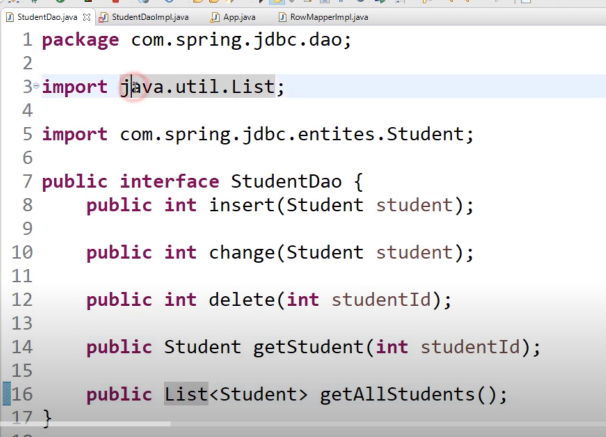 StudentDao.java StudentDaoImpl.java App.java RowMapperImpl.java
1 package com.spring.jdbc.dao;
2
3 import java.util.List;
4
5 import com.spring.jdbc.entites.Student;
6
7 public interface StudentDao {
8 public int insert(Student student);
9
10 public int change(Student student);
11
12 public int delete(int studentId);
13
14 public Student getStudent(int studentId);
15
16 public List<Student> getAllStudents();
17 }